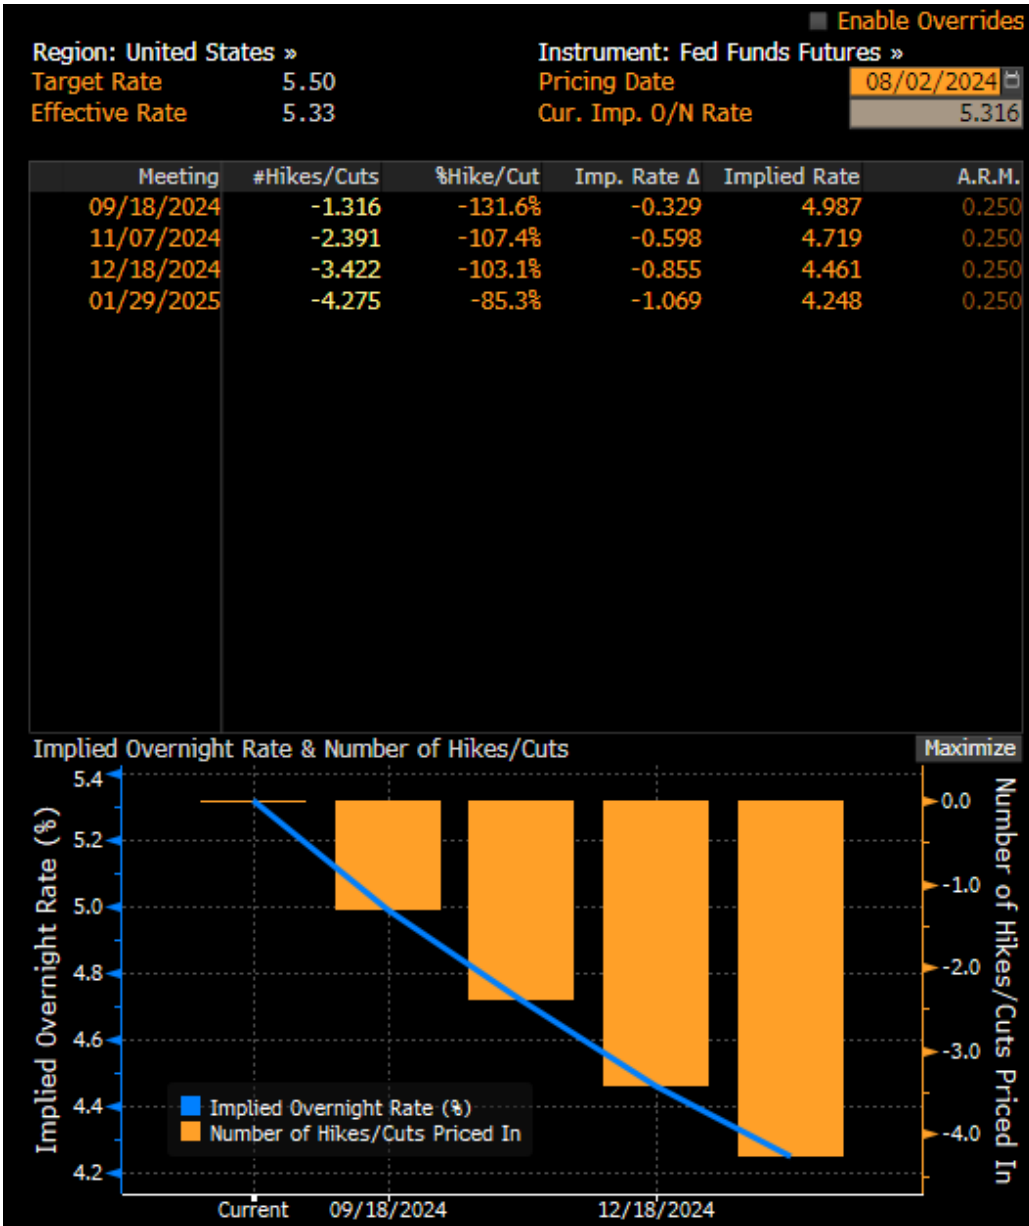 Enable Overrides
Region: United States » Instrument: Fed Funds Futures »
Target Rate 5.50 Pricing Date 08/02/2024
Effective Rate 5.33 Cur. Imp. O/N Rate 5.316
Meeting #Hikes/Cuts %Hike/Cut Imp. Rate Δ Implied Rate A.R.M.
09/18/2024 -1.316 -131.6% -0.329 4.987 0.250
11/07/2024 -2.391 -107.4% -0.598 4.719 0.250
12/18/2024 -3.422 -103.1% -0.855 4.461 0.250
01/29/2025 -4.275 -85.3% -1.069 4.248 0.250
Implied Overnight Rate & Number of Hikes/Cuts Maximize
Implied Overnight Rate (%)
5.4
5.2
5.0
4.8
4.6
4.4
4.2
Implied Overnight Rate (%)
Number of Hikes/Cuts Priced In
0.0
-1.0
-2.0
-3.0
-4.0
Number of Hikes/Cuts Priced In
Current 09/18/2024 12/18/2024